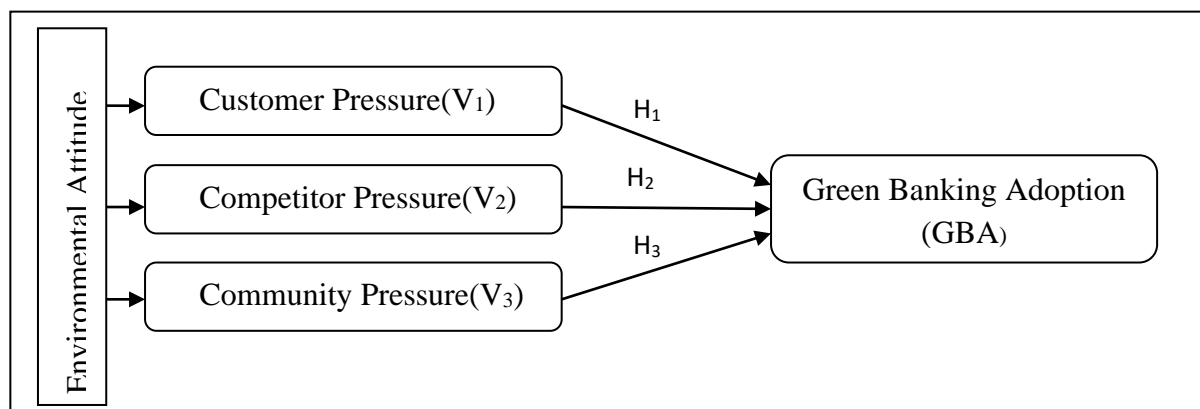 Environmental Attitude
Customer Pressure(V₁)
H₁
Competitor Pressure(V₂)
H₂
Community Pressure(V₃)
H₃
Green Banking Adoption
(GBA)